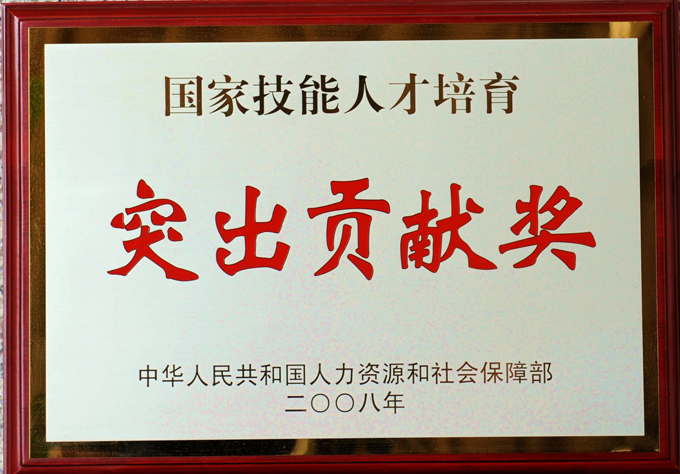 国家技能人才培育
突出贡献奖
中华人民共和国人力资源和社会保障部
二〇〇八年